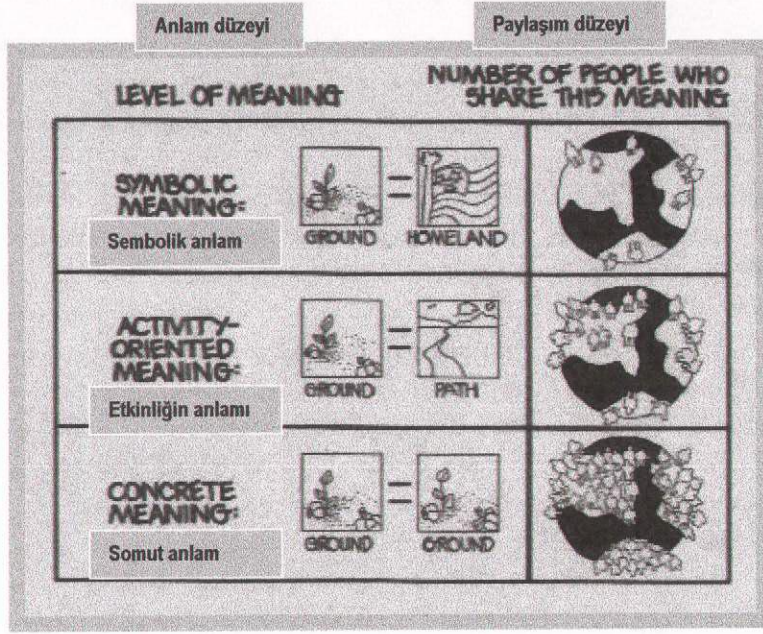 Anlam düzeyi
Paylaşım düzeyi
LEVEL OF MEANING
NUMBER OF PEOPLE WHO
SHARE THIS MEANING
SYMBOLIC
MEANING:
Sembolik anlam
GROUND
HOMELAND
ACTIVITY-
ORIENTED
MEANING:
Etkinliğin anlamı
GROUND
PATH
CONCRETE
MEANING:
Somut anlam
GROUND
GROUND